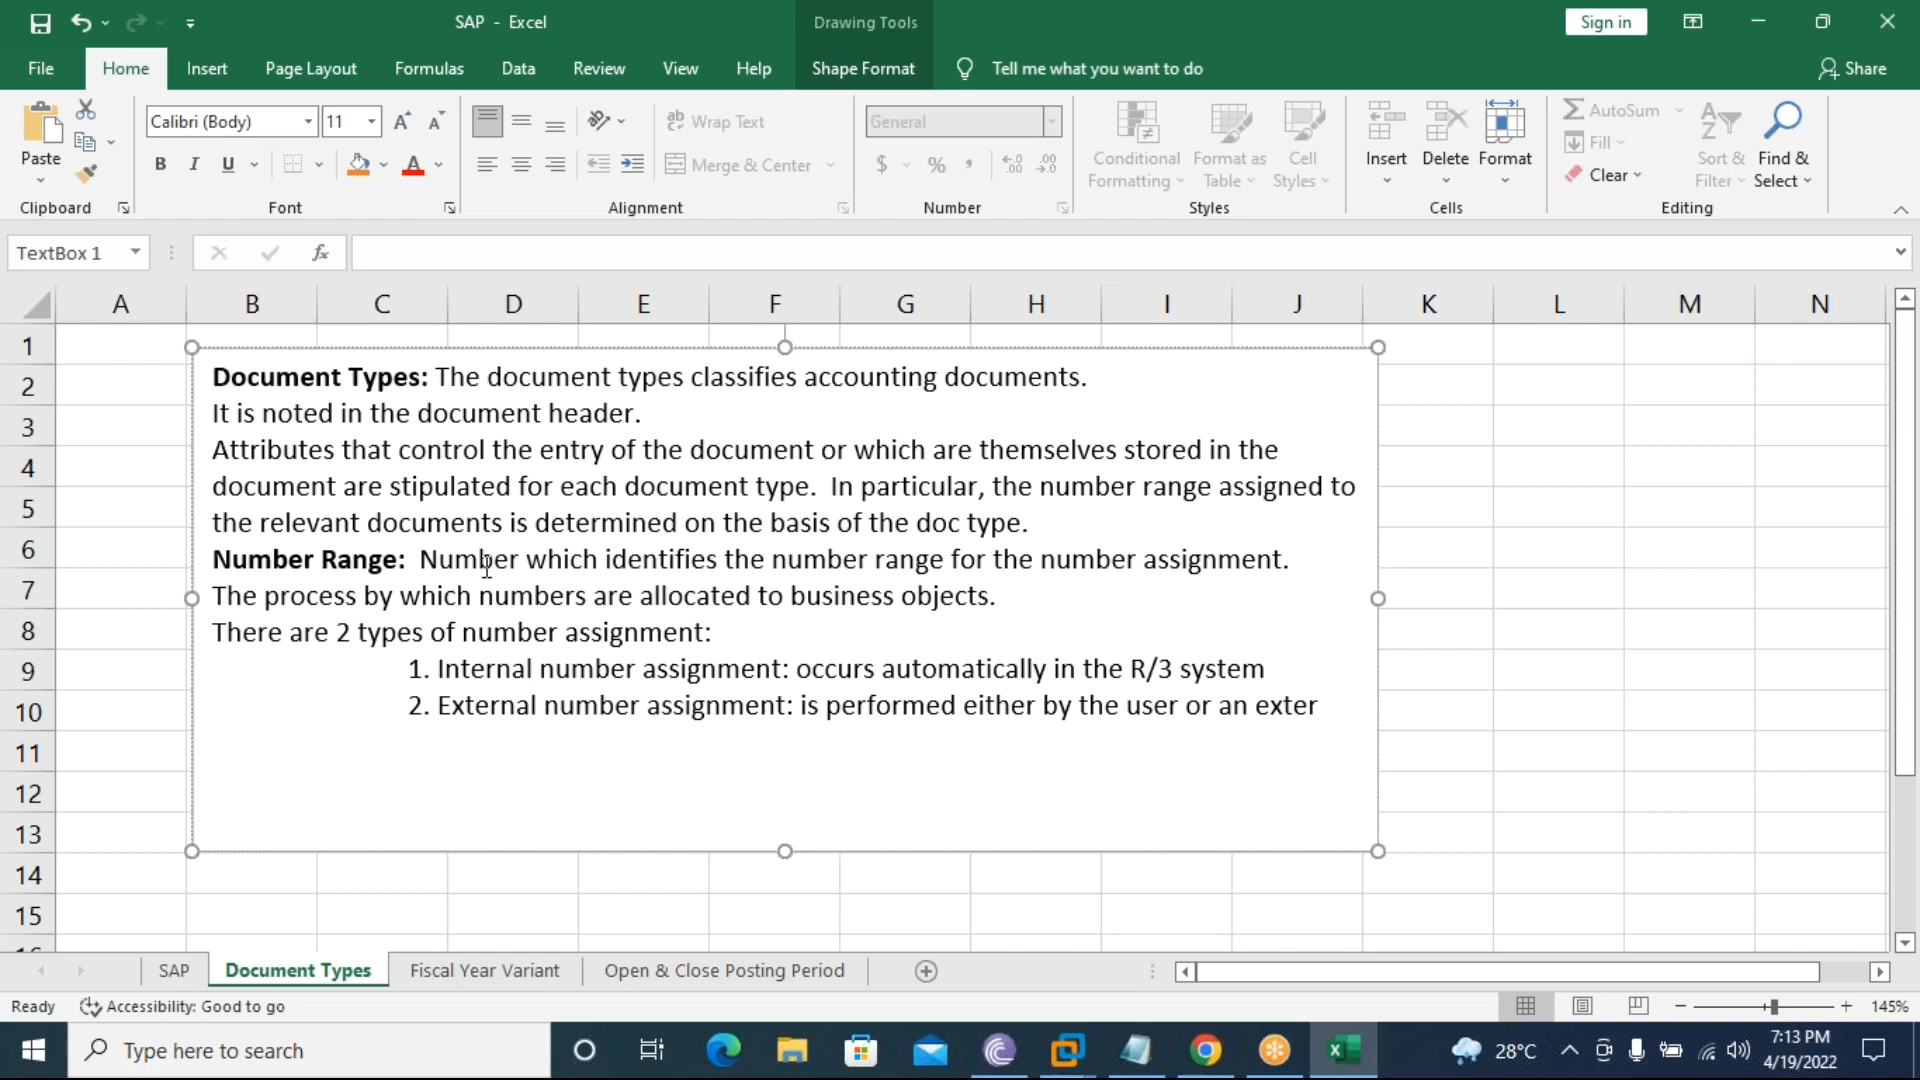 SAP - Excel
Drawing Tools
Sign in
File Home Insert Page Layout Formulas Data Review View Help Shape Format Tell me what you want to do Share
Paste
Calibri (Body) 11
Wrap Text
General
Conditional Formatting
Format as Table
Cell Styles
Insert Delete Format
AutoSum
Fill
Clear
Sort & Filter
Find & Select
B I U
Merge & Center
$ % ,
Clipboard Font Alignment Number Styles Cells Editing
TextBox 1
fx
A B C D E F G H I J K L M N
1
2
3
4
5
6
7
8
9
10
11
12
13
14
15
Document Types: The document types classifies accounting documents.
It is noted in the document header.
Attributes that control the entry of the document or which are themselves stored in the
document are stipulated for each document type.  In particular, the number range assigned to
the relevant documents is determined on the basis of the doc type.
Number Range:  Number which identifies the number range for the number assignment.
The process by which numbers are allocated to business objects.
There are 2 types of number assignment:
1. Internal number assignment: occurs automatically in the R/3 system
2. External number assignment: is performed either by the user or an exter
SAP Document Types Fiscal Year Variant Open & Close Posting Period
Ready Accessibility: Good to go 145%
Type here to search
28°C
7:13 PM
4/19/2022